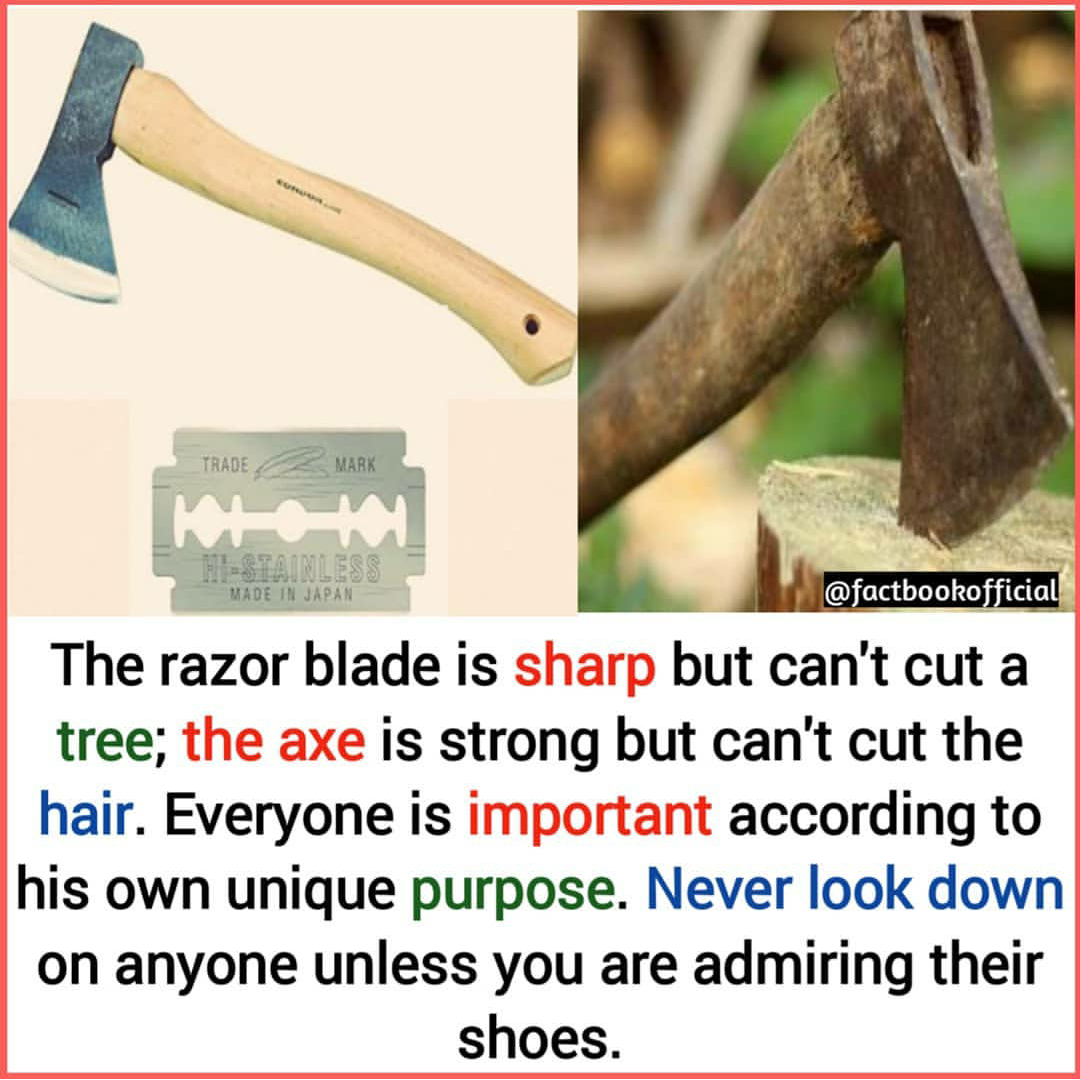 TRADE MARK
HI-STAINLESS
MADE IN JAPAN
@factbookofficial
The razor blade is sharp but can't cut a
tree; the axe is strong but can't cut the
hair. Everyone is important according to
his own unique purpose. Never look down
on anyone unless you are admiring their
shoes.